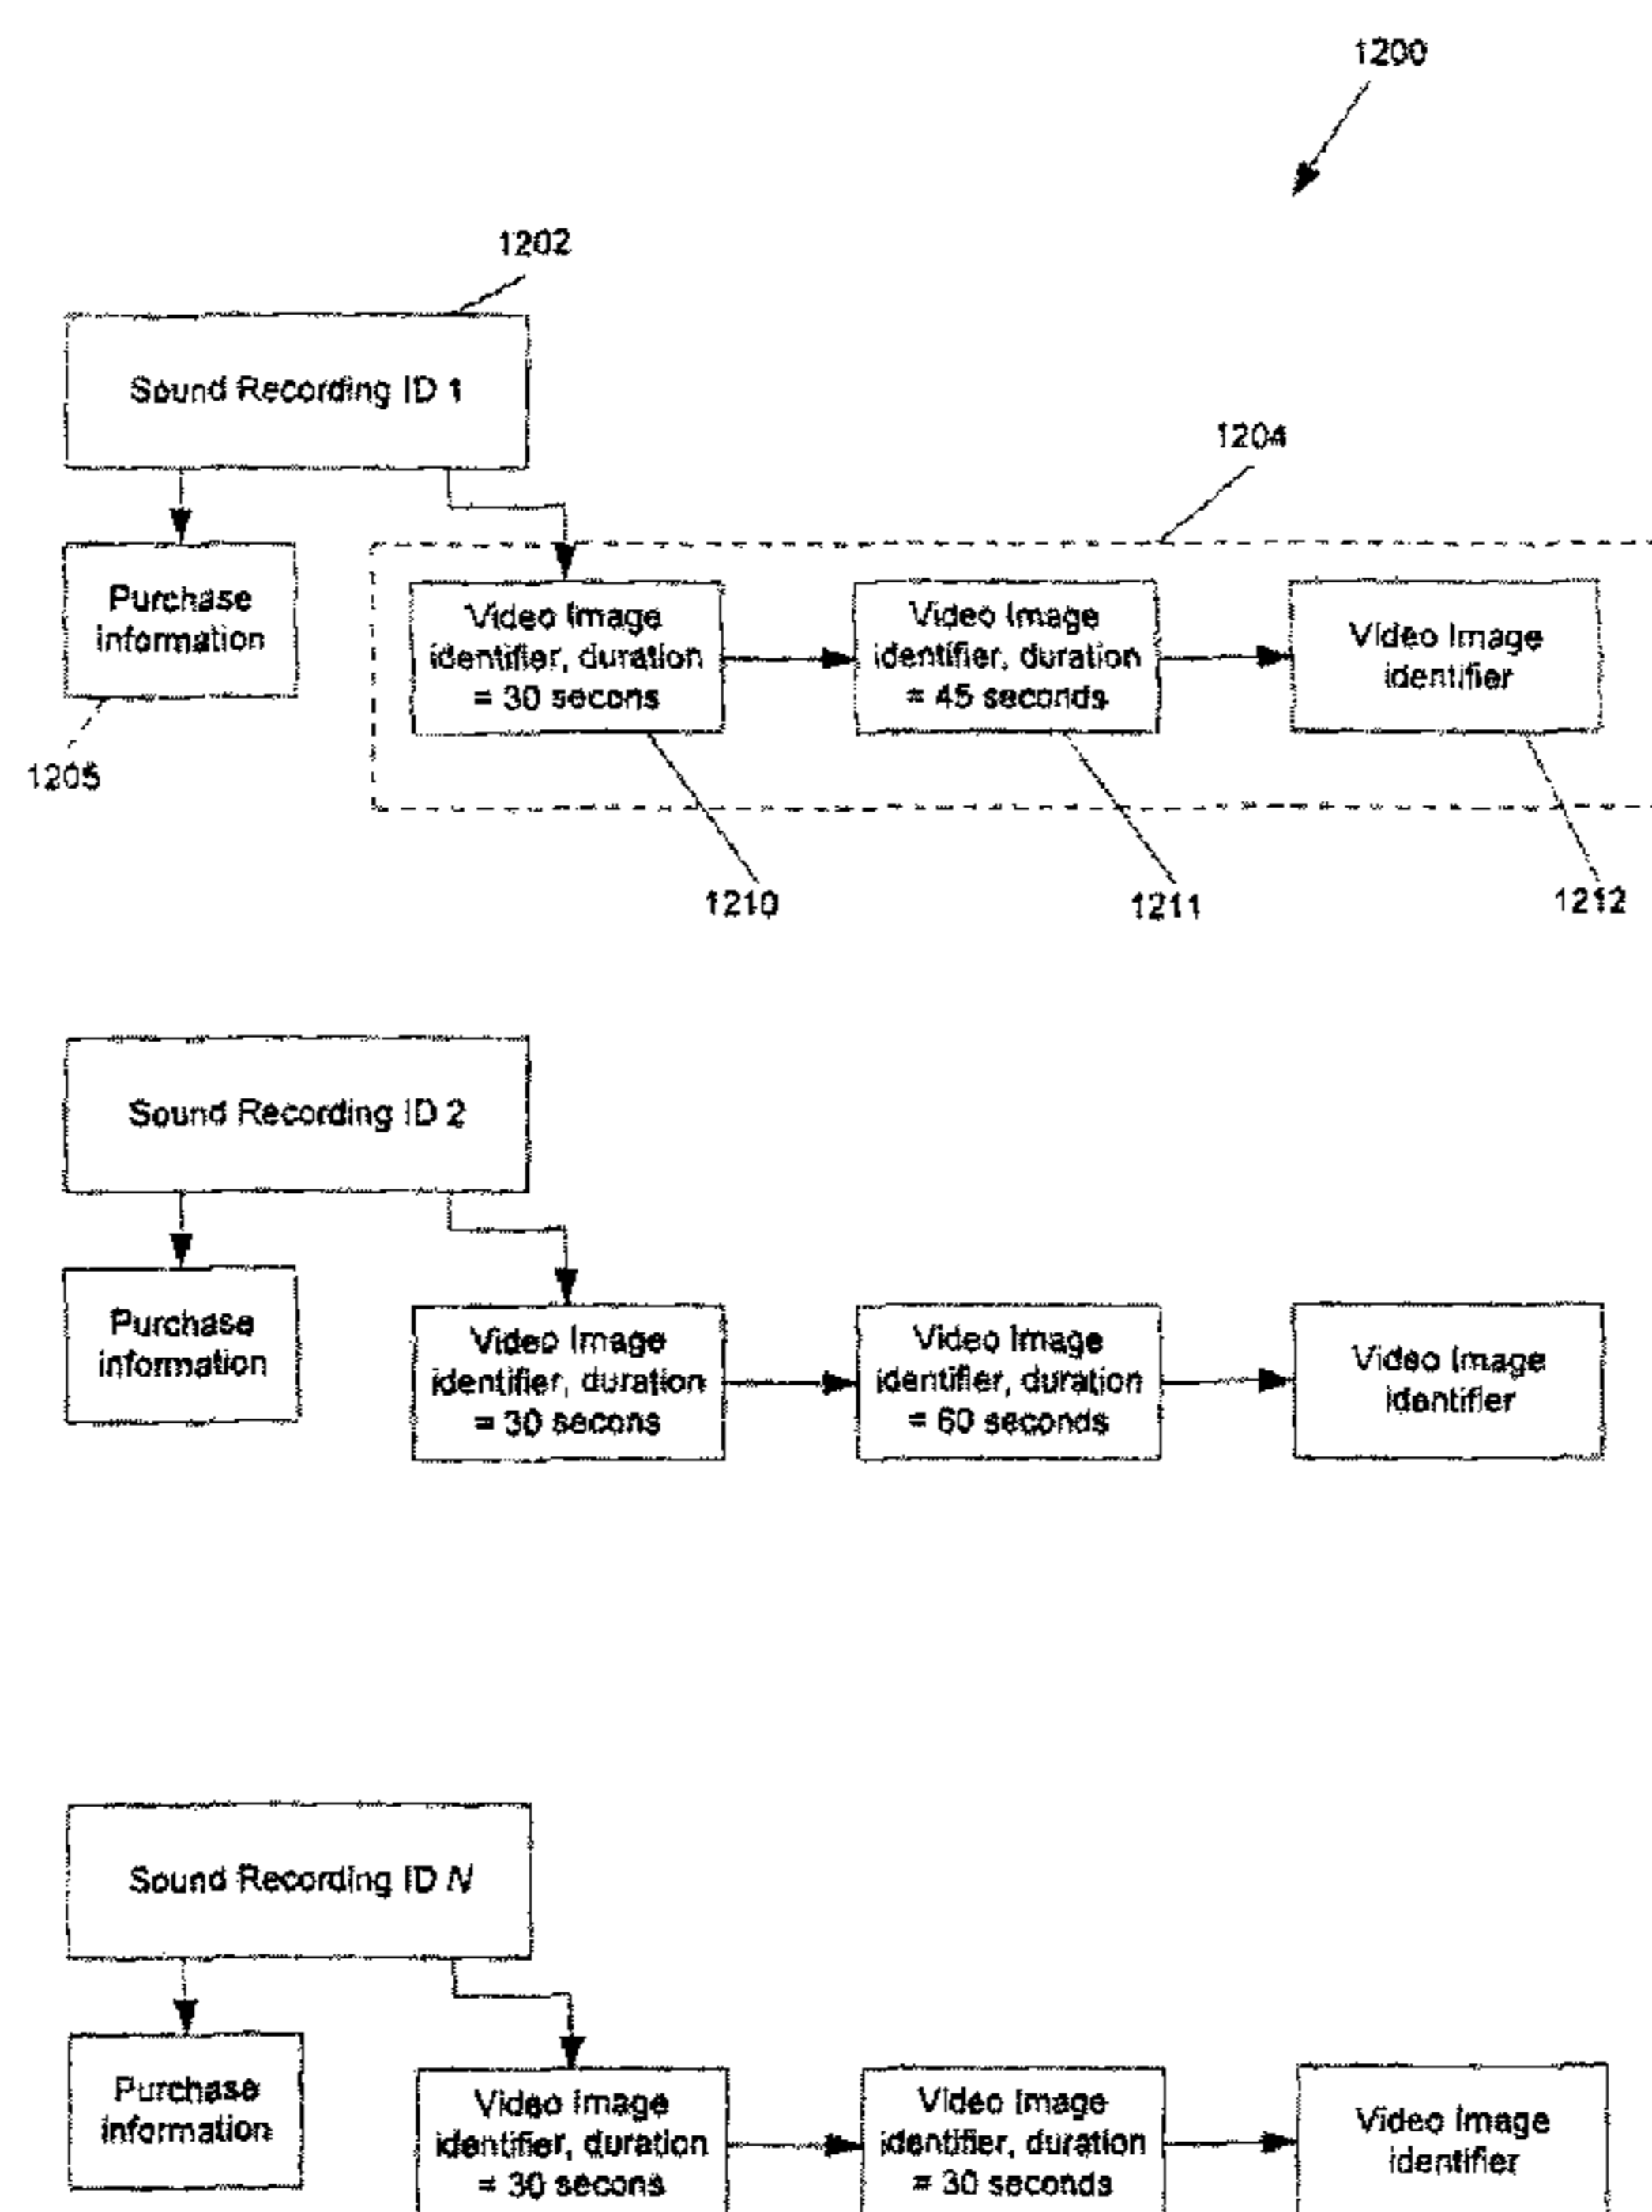 1200
1202
Sound Recording ID 1
1204
Purchase
information
Video Image
identifier, duration
= 30 secons
Video Image
identifier, duration
= 45 seconds
Video Image
identifier
1205
1210
1211
1212
Sound Recording ID 2
Purchase
information
Video Image
identifier, duration
= 30 secons
Video Image
identifier, duration
= 60 seconds
Video Image
identifier
Sound Recording ID N
Purchase
information
Video Image
identifier, duration
= 30 secons
Video Image
identifier, duration
= 30 seconds
Video Image
identifier